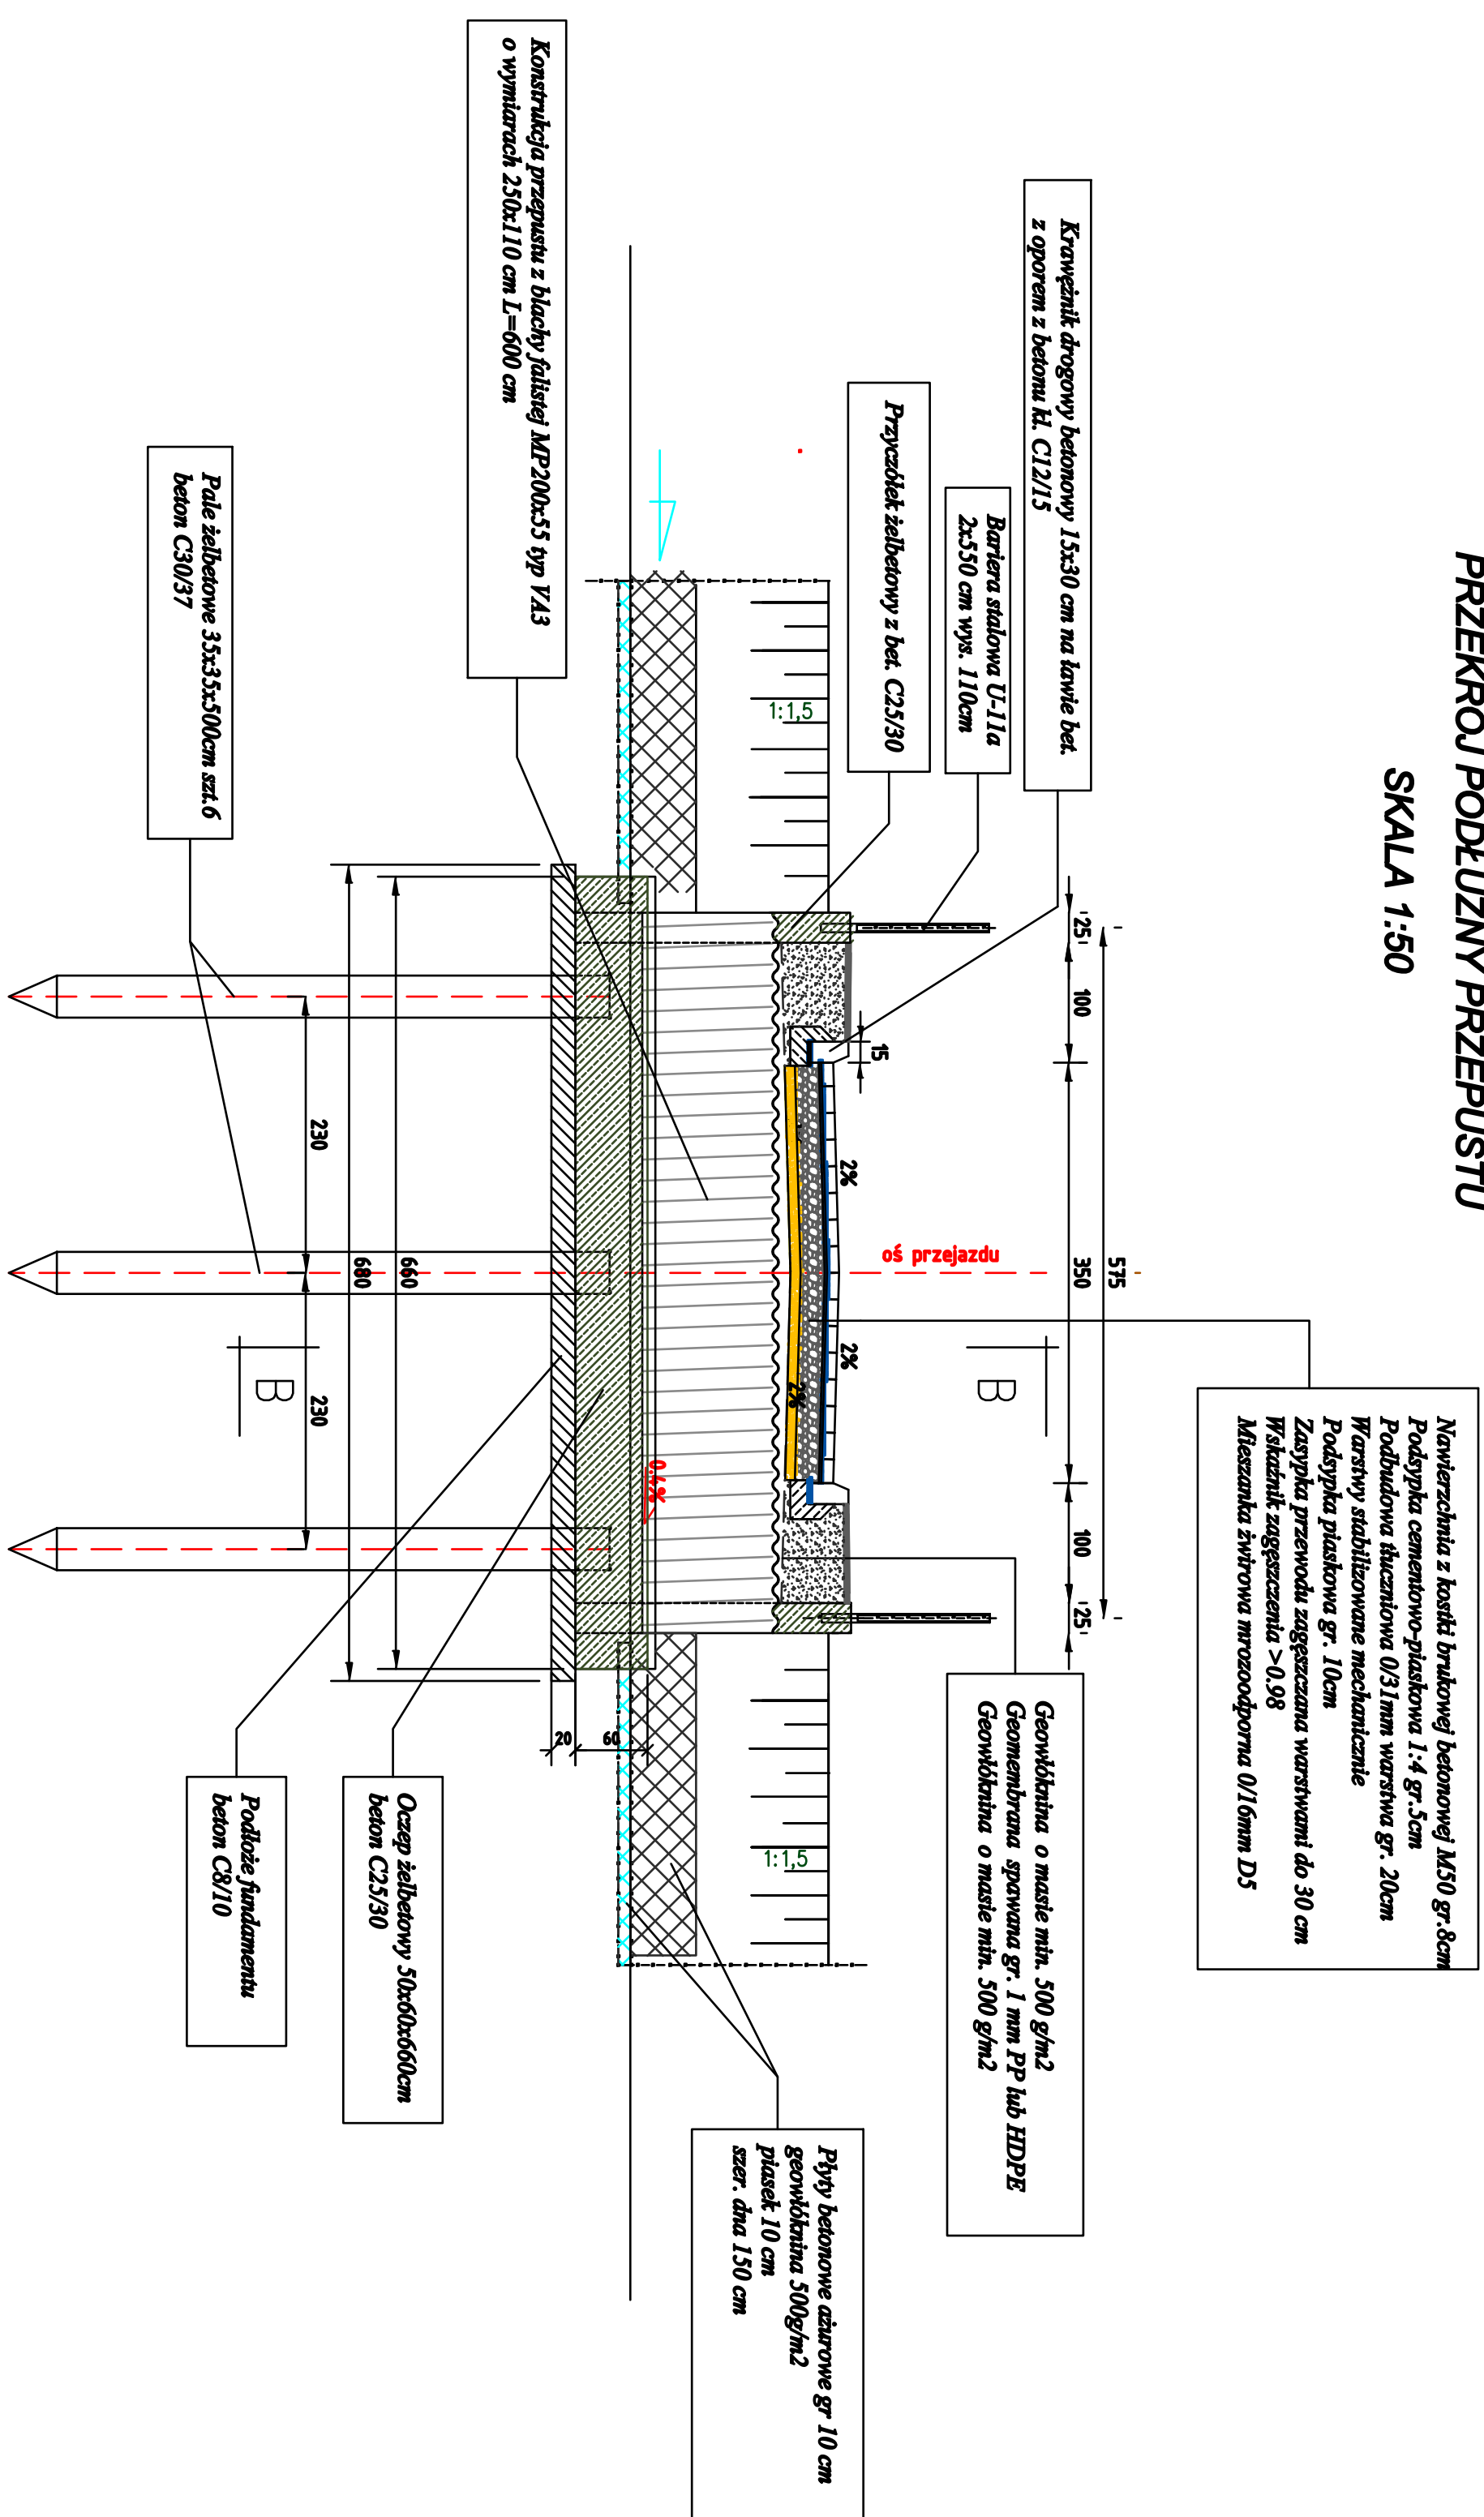 PRZEKRÓJ PODŁUŻNY PRZEPUSTU
SKALA 1:50
Nawierzchnia z kostki brukowej betonowej M50 gr.8cm
Podsypka cementowo-piaskowa 1:4 gr.5cm
Podbudowa tłuczniowa 0/31mm warstwa gr. 20cm
Warstwy stabilizowane mechanicznie
Podsypka piaskowa gr. 10cm
Zasypka przewodu zagęszczana warstwami do 30 cm
Wskaźnik zagęszczenia >0.98
Mieszanka żwirowa mrozoodporna 0/16mm D5
Krawężnik drogowy betonowy 15x30 cm na ławie bet.
z oporem z betonu kl. C12/15
Bariera stalowa U-11a
2x550 cm wys. 110cm
Przyczółek żelbetowy z bet. C25/30
Geowłóknina o masie min. 500 g/m2
Geomembrana spawana gr. 1 mm PP lub HDPE
Geowłóknina o masie min. 500 g/m2
575
25
100
350
100
25
15
B
oś przejazdu
2%
2%
2%
1:1,5
1:1,5
Płyty betonowe ażurowe gr 10 cm
geowłóknina 500g/m2
piasek 10 cm
szer. dna 150 cm
0.4%
Konstrukcja przepustu z blachy falistej MP200x55 typ VA3
o wymiarach 250x110 cm L=600 cm
60
20
660
680
230
230
B
Oczep żelbetowy 50x60x660cm
beton C25/30
Podłoże fundamentu
beton C8/10
Pale żelbetowe 35x35x500cm szt.6
beton C30/37